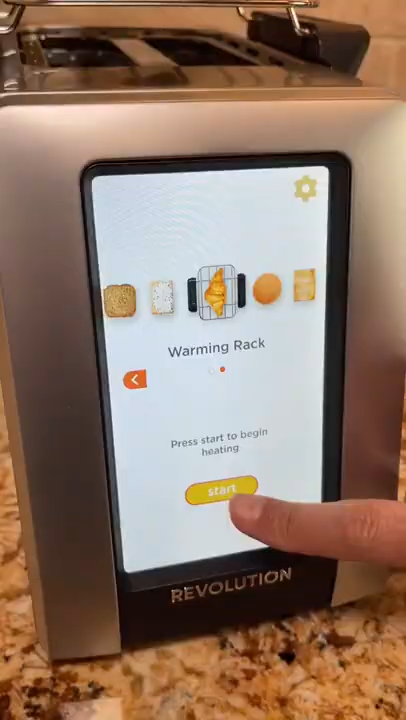 Warming Rack
Press start to begin
heating
start
REVOLUTION